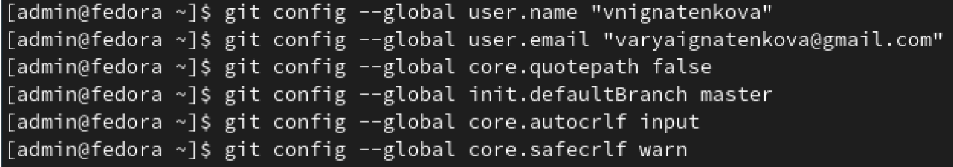 [admin@fedora ~]$ git config --global user.name "vnignatenkova"
[admin@fedora ~]$ git config --global user.email "varyaignatenkova@gmail.com"
[admin@fedora ~]$ git config --global core.quotepath false
[admin@fedora ~]$ git config --global init.defaultBranch master
[admin@fedora ~]$ git config --global core.autocrlf input
[admin@fedora ~]$ git config --global core.safecrlf warn